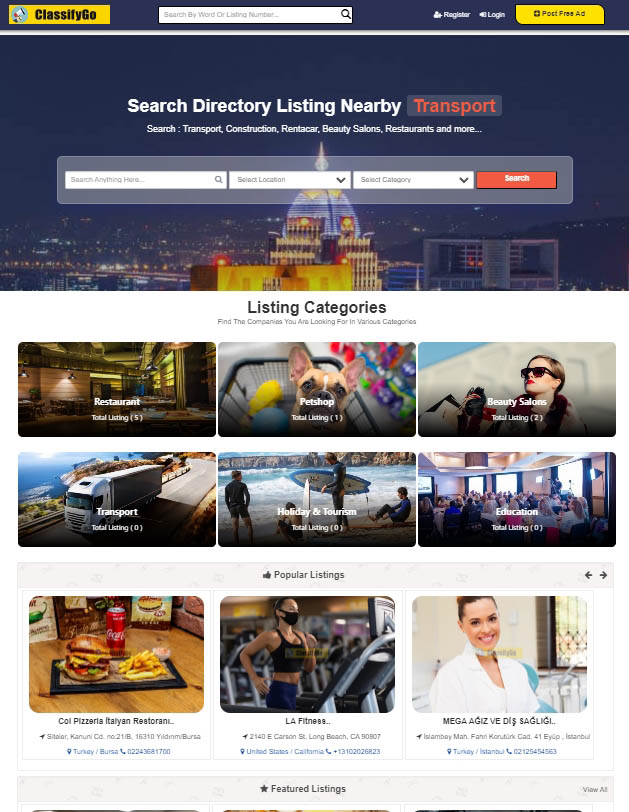 ClassifyGo
Search By Word Or Listing Number...
Register
Login
Post Free Ad
Search Directory Listing Nearby Transport
Search : Transport, Construction, Rentacar, Beauty Salons, Restaurants and more...
Search Anything Here...
Select Location
Select Category
Search
Listing Categories
Find The Companies You Are Looking For In Various Categories
Restaurant
Total Listing ( 5 )
Petshop
Total Listing ( 1 )
Beauty Salons
Total Listing ( 2 )
Transport
Total Listing ( 0 )
Holiday & Tourism
Total Listing ( 0 )
Education
Total Listing ( 0 )
Popular Listings
ClassifyGo
ClassifyGo
ClassifyGo
Col Pizzeria İtalyan Restoranı..
Siteler, Kanuni Cd. no:21/B, 16310 Yıldırım/Bursa
Turkey / Bursa 02243681700
LA Fitness..
2140 E Carson St, Long Beach, CA 90807
United States / California +13102026823
MEGA AĞIZ VE DİŞ SAĞLIĞI..
İslambey Mah. Fahri Korutürk Cad. 41 Eyüp , İstanbul
Turkey / İstanbul 02125454563
Featured Listings
View All